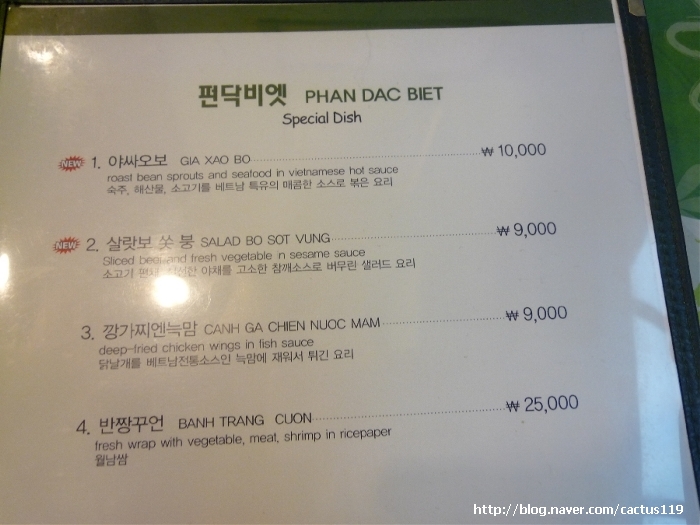 펀닥비엣 PHAN DAC BIET
Special Dish
NEW 1. 야싸오보 GIA XAO BO ₩ 10,000
roast bean sprouts and seafood in vietnamese hot sauce
숙주, 해산물, 소고기를 베트남 특유의 매콤한 소스로 볶은 요리
NEW 2. 살랏보 쏫 붕 SALAD BO SOT VUNG ₩ 9,000
Sliced beef and fresh vegetable in sesame sauce
소고기 야채를 고소한 참깨소스로 버무린 샐러드 요리
3. 깡가찌엔늑맘 CANH GA CHIEN NUOC MAM ₩ 9,000
deep-fried chicken wings in fish sauce
닭날개를 베트남전통소스인 늑맘에 재워서 튀긴 요리
4. 반짱꾸언 BANH TRANG CUON ₩ 25,000
fresh wrap with vegetable, meat, shrimp in ricepaper
월남쌈
http://blog.naver.com/cactus119